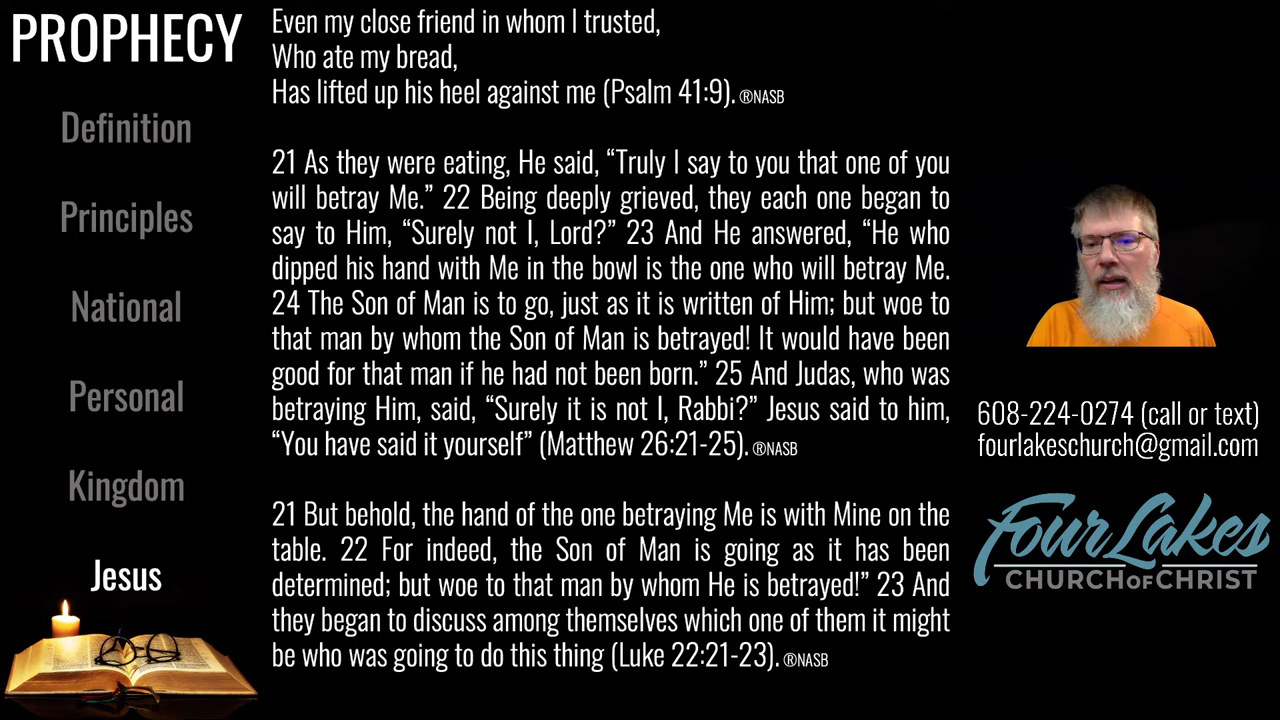 PROPHECY
Definition
Principles
National
Personal
Kingdom
Jesus
Even my close friend in whom I trusted,
Who ate my bread,
Has lifted up his heel against me (Psalm 41:9). ®NASB
21 As they were eating, He said, “Truly I say to you that one of you
will betray Me.” 22 Being deeply grieved, they each one began to
say to Him, “Surely not I, Lord?” 23 And He answered, “He who
dipped his hand with Me in the bowl is the one who will betray Me.
24 The Son of Man is to go, just as it is written of Him; but woe to
that man by whom the Son of Man is betrayed! It would have been
good for that man if he had not been born.” 25 And Judas, who was
betraying Him, said, “Surely it is not I, Rabbi?” Jesus said to him,
“You have said it yourself” (Matthew 26:21-25). ®NASB
21 But behold, the hand of the one betraying Me is with Mine on the
table. 22 For indeed, the Son of Man is going as it has been
determined; but woe to that man by whom He is betrayed!” 23 And
they began to discuss among themselves which one of them it might
be who was going to do this thing (Luke 22:21-23). ®NASB
608-224-0274 (call or text)
fourlakeschurch@gmail.com
Four Lakes
CHURCH OF CHRIST